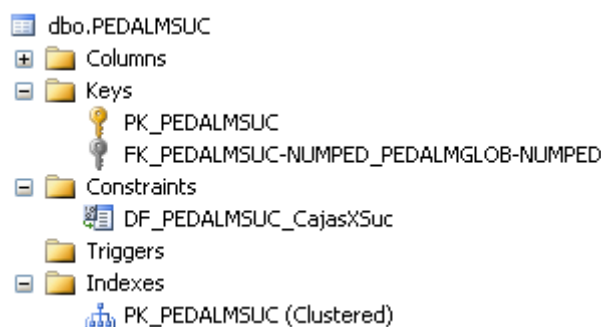 dbo.PEDALMSUC
Columns
Keys
PK_PEDALMSUC
FK_PEDALMSUC-NUMPED_PEDALMGLOB-NUMPED
Constraints
DF_PEDALMSUC_CajasXSuc
Triggers
Indexes
PK_PEDALMSUC (Clustered)